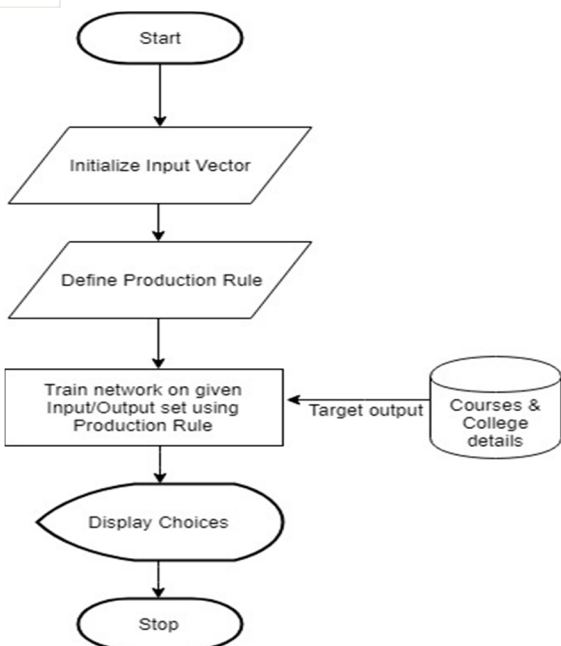 Start
Initialize Input Vector
Define Production Rule
Train network on given
Input/Output set using
Production Rule
Target output
Courses &
College
details
Display Choices
Stop